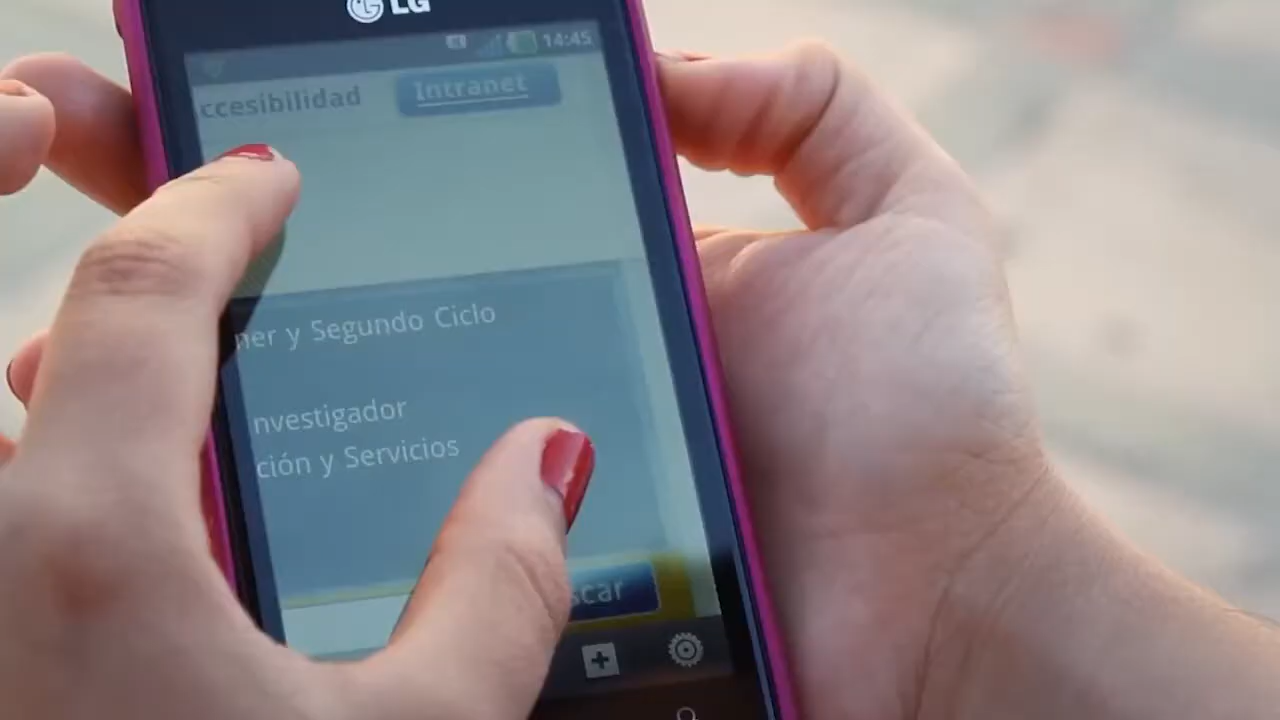 LG
14:45
ccesibilidad Intranet
ner y Segundo Ciclo
nvestigador
ción y Servicios
scar